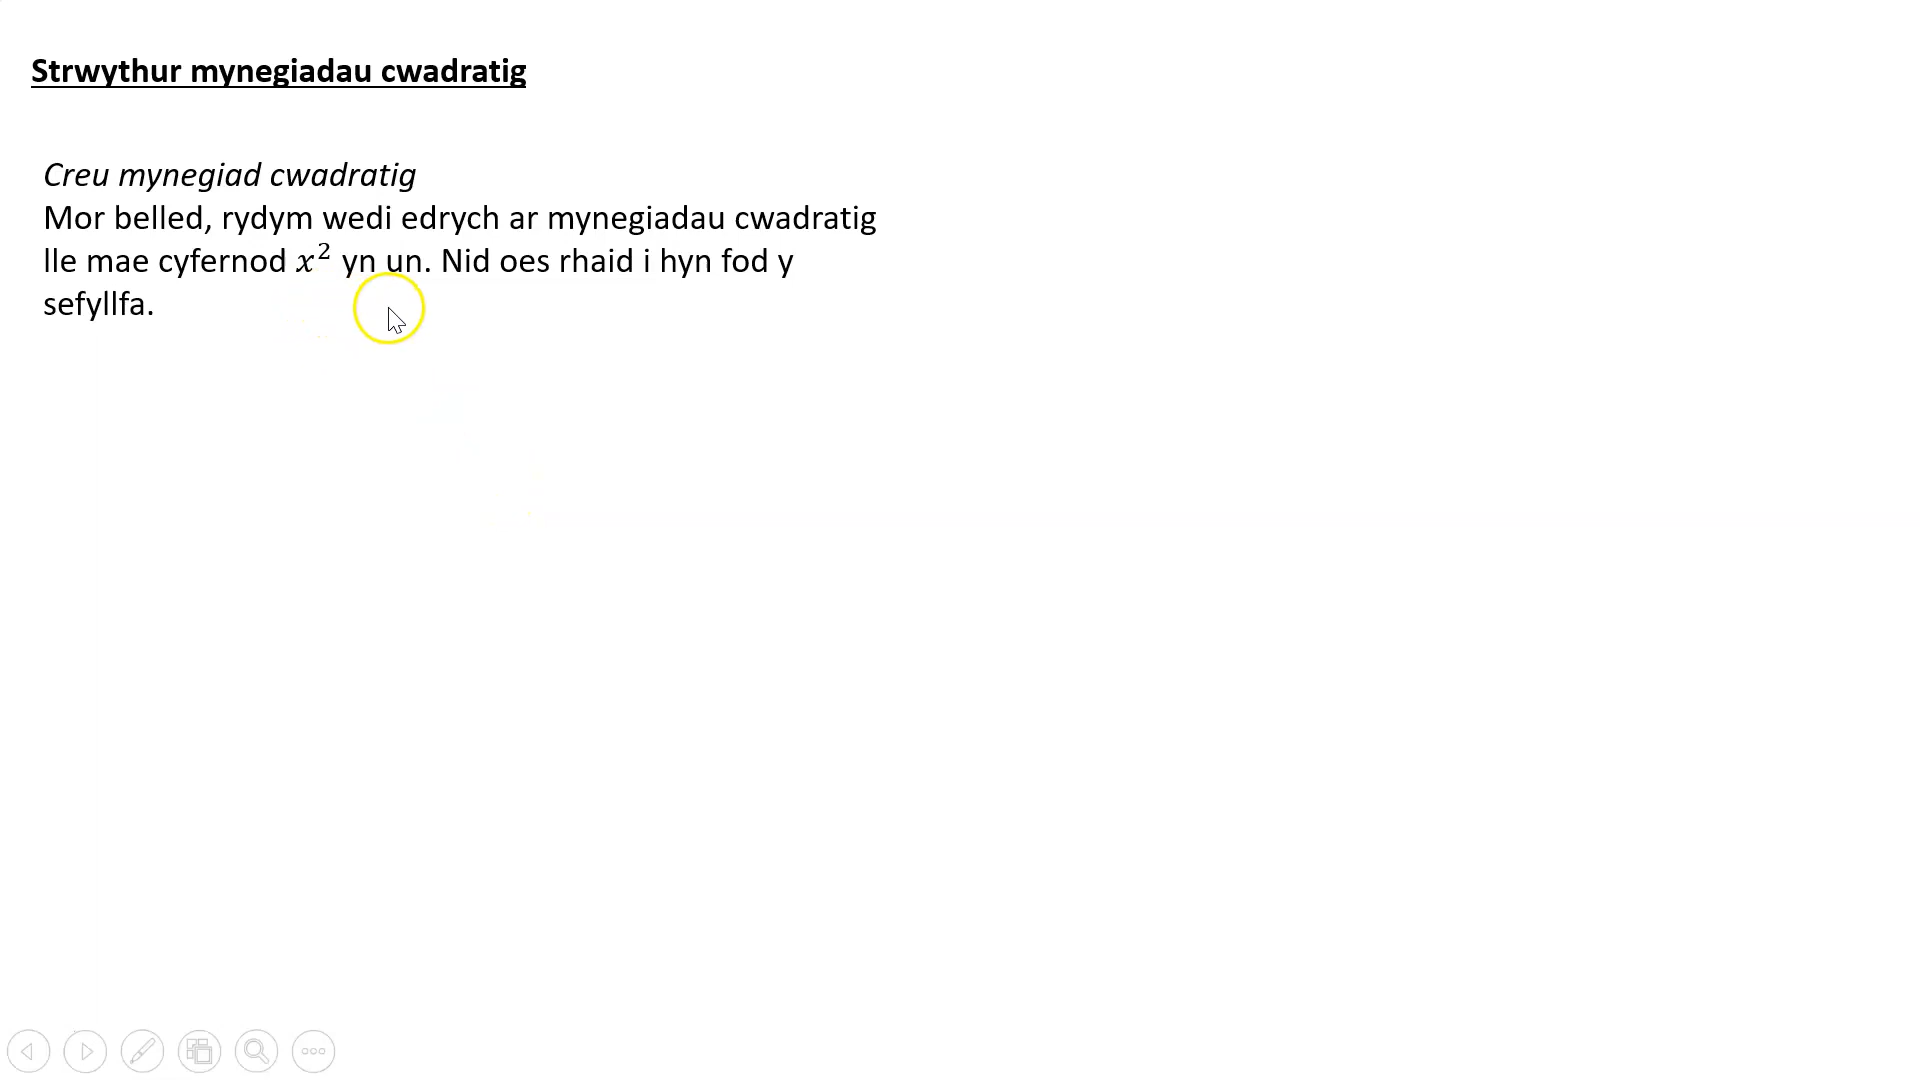 Strwythur mynegiadau cwadratig
Creu mynegiad cwadratig
Mor belled, rydym wedi edrych ar mynegiadau cwadratig
lle mae cyfernod x² yn un. Nid oes rhaid i hyn fod y
sefyllfa.